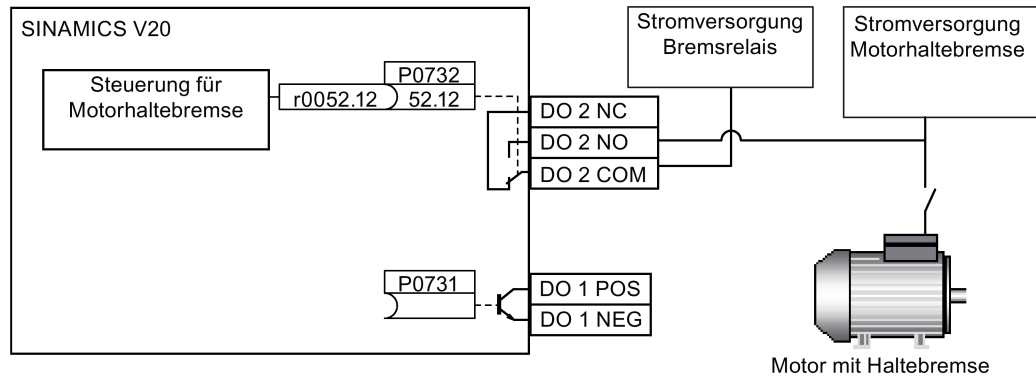 SINAMICS V20
Steuerung für
Motorhaltebremse
r0052.12
P0732
52.12
DO 2 NC
DO 2 NO
DO 2 COM
Stromversorgung
Bremsrelais
Stromversorgung
Motorhaltebremse
P0731
DO 1 POS
DO 1 NEG
Motor mit Haltebremse